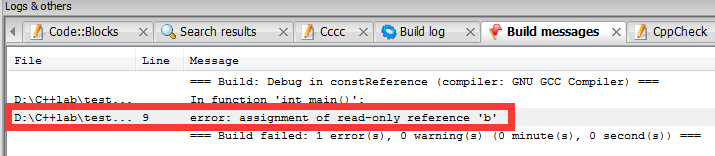 Logs & others
Code::Blocks Search results Cccc Build log Build messages CppCheck
File Line Message
=== Build: Debug in constReference (compiler: GNU GCC Compiler) ===
D:\C++lab\test... In function 'int main()':
D:\C++lab\test... 9 error: assignment of read-only reference 'b'
=== Build failed: 1 error(s), 0 warning(s) (0 minute(s), 0 second(s)) ===